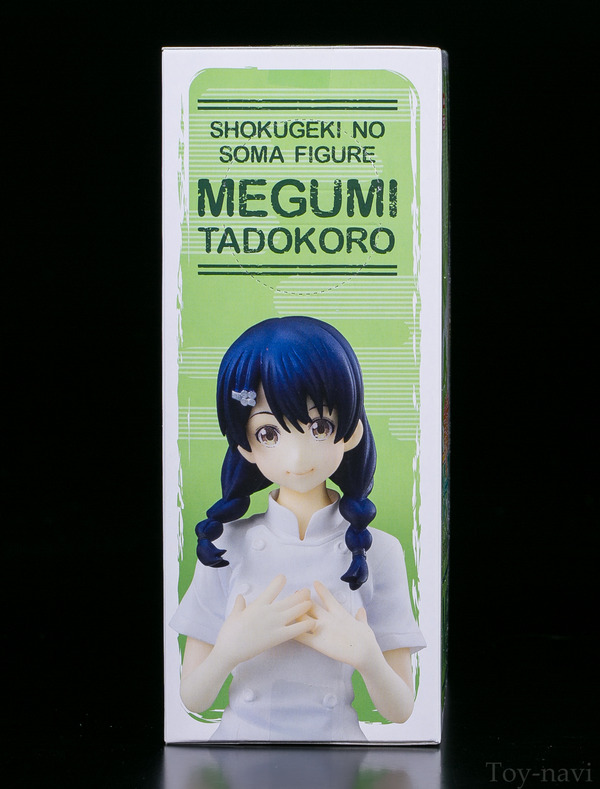 SHOKUGEKI NO
SOMA FIGURE
MEGUMI
TADOKORO
Toy-navi